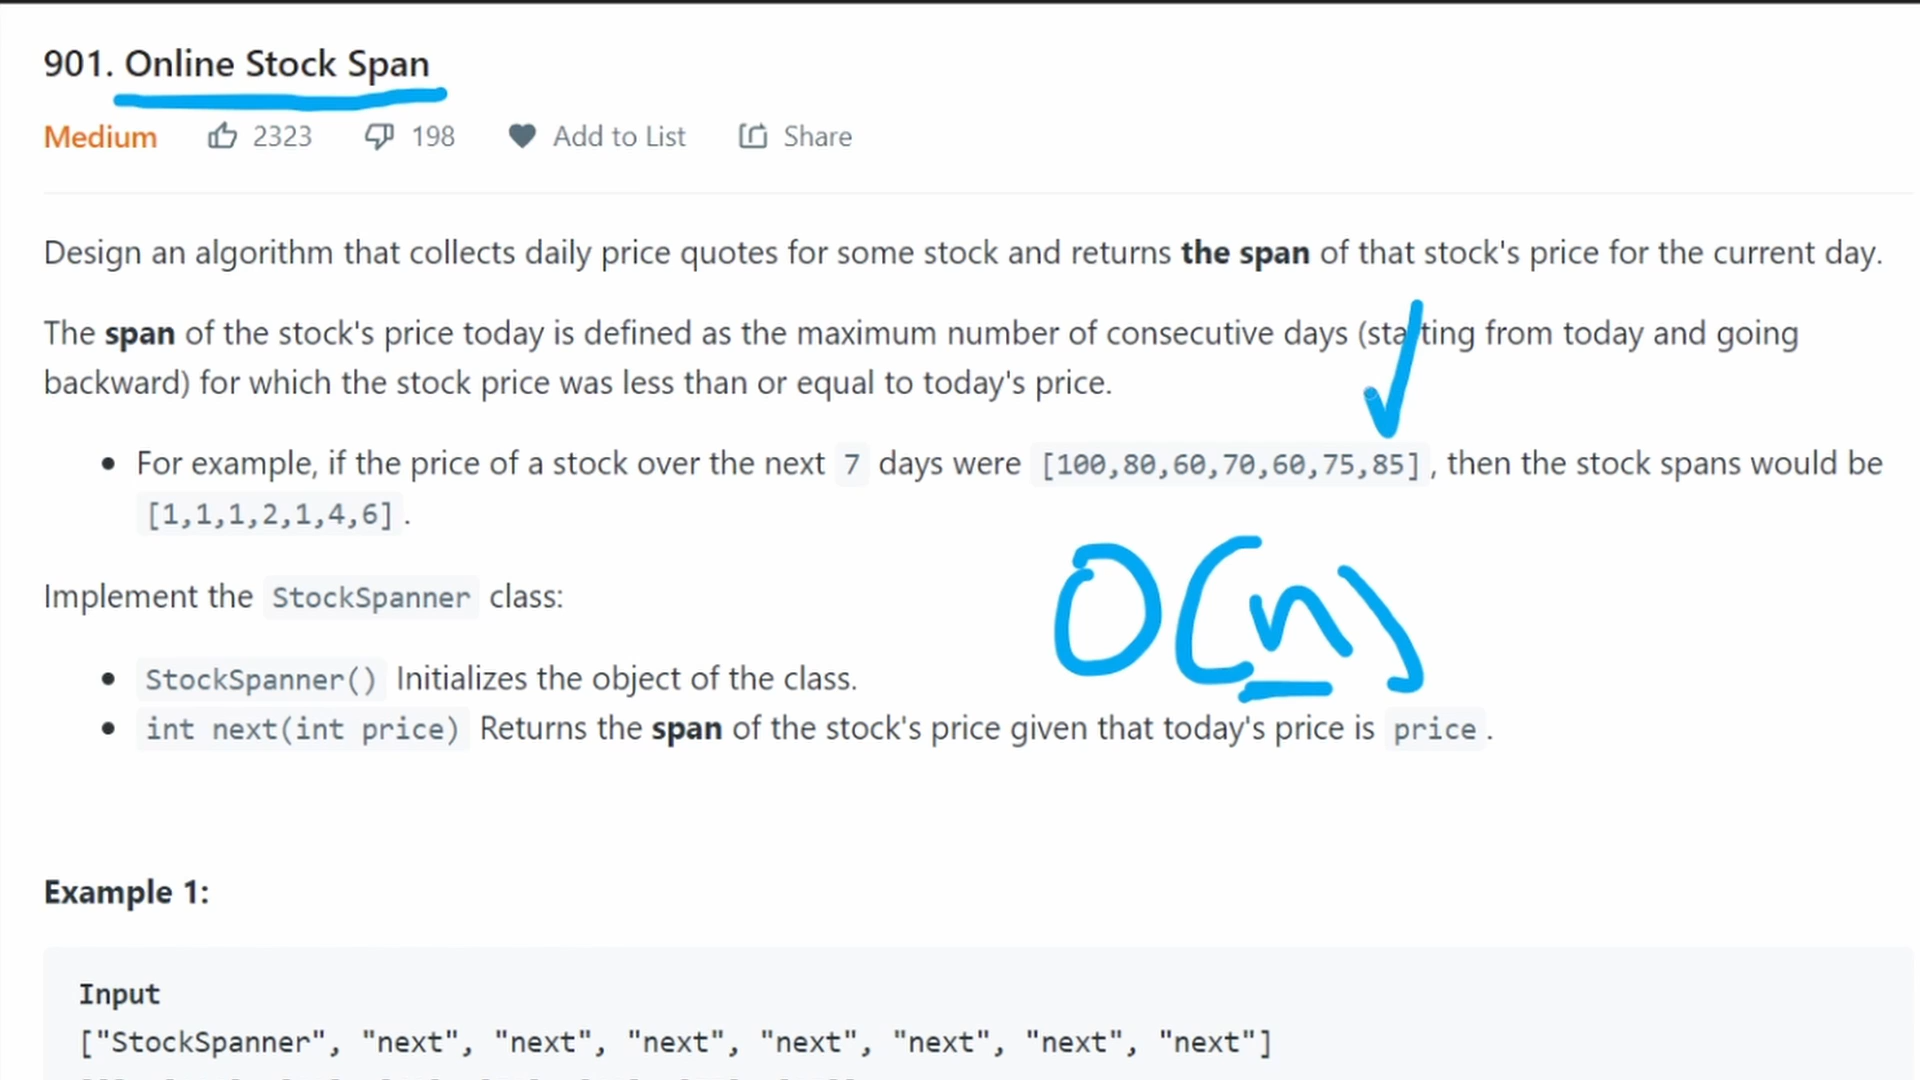 901. Online Stock Span
Medium 2323 198 Add to List Share
Design an algorithm that collects daily price quotes for some stock and returns the span of that stock's price for the current day.
The span of the stock's price today is defined as the maximum number of consecutive days (starting from today and going
backward) for which the stock price was less than or equal to today's price.
• For example, if the price of a stock over the next 7 days were [100,80,60,70,60,75,85], then the stock spans would be
[1,1,1,2,1,4,6].
O(n)
Implement the StockSpanner class:
• StockSpanner() Initializes the object of the class.
• int next(int price) Returns the span of the stock's price given that today's price is price.
Example 1:
Input
["StockSpanner", "next", "next", "next", "next", "next", "next", "next"]